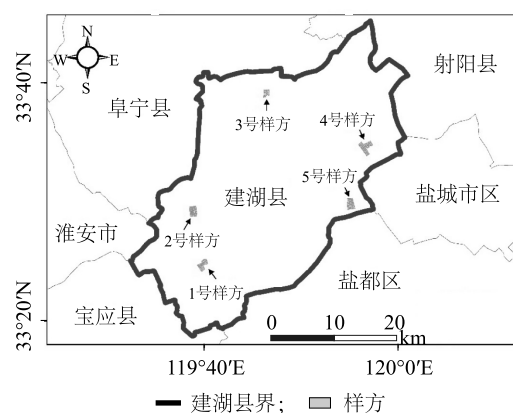 N
W E
S
33°40′N
33°20′N
射阳县
阜宁县
3号样方
4号样方
5号样方
建湖县
盐城市区
淮安市
2号样方
1号样方
盐都区
宝应县
0 10 20
km
119°40′E 120°0′E
建湖县界; 样方